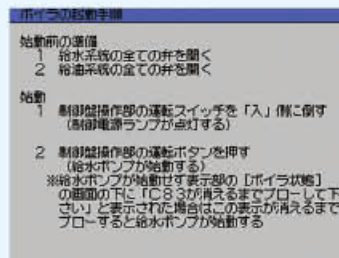 ボイラの起動手順
始動前の準備
1 給水系統の全ての弁を開く
2 給油系統の全ての弁を開く
始動
1 制御盤操作部の運転スイッチを「入」側に倒す
(制御電源ランプが点灯する)
2 制御盤操作部の運転ボタンを押す
(給水ポンプが始動する)
※給水ポンプが始動せず表示部の[ボイラ状態]
の画面の下に「C83が消えるまでブローして下
さい」と表示された場合はこの表示が消えるまで
ブローすると給水ポンプが始動する